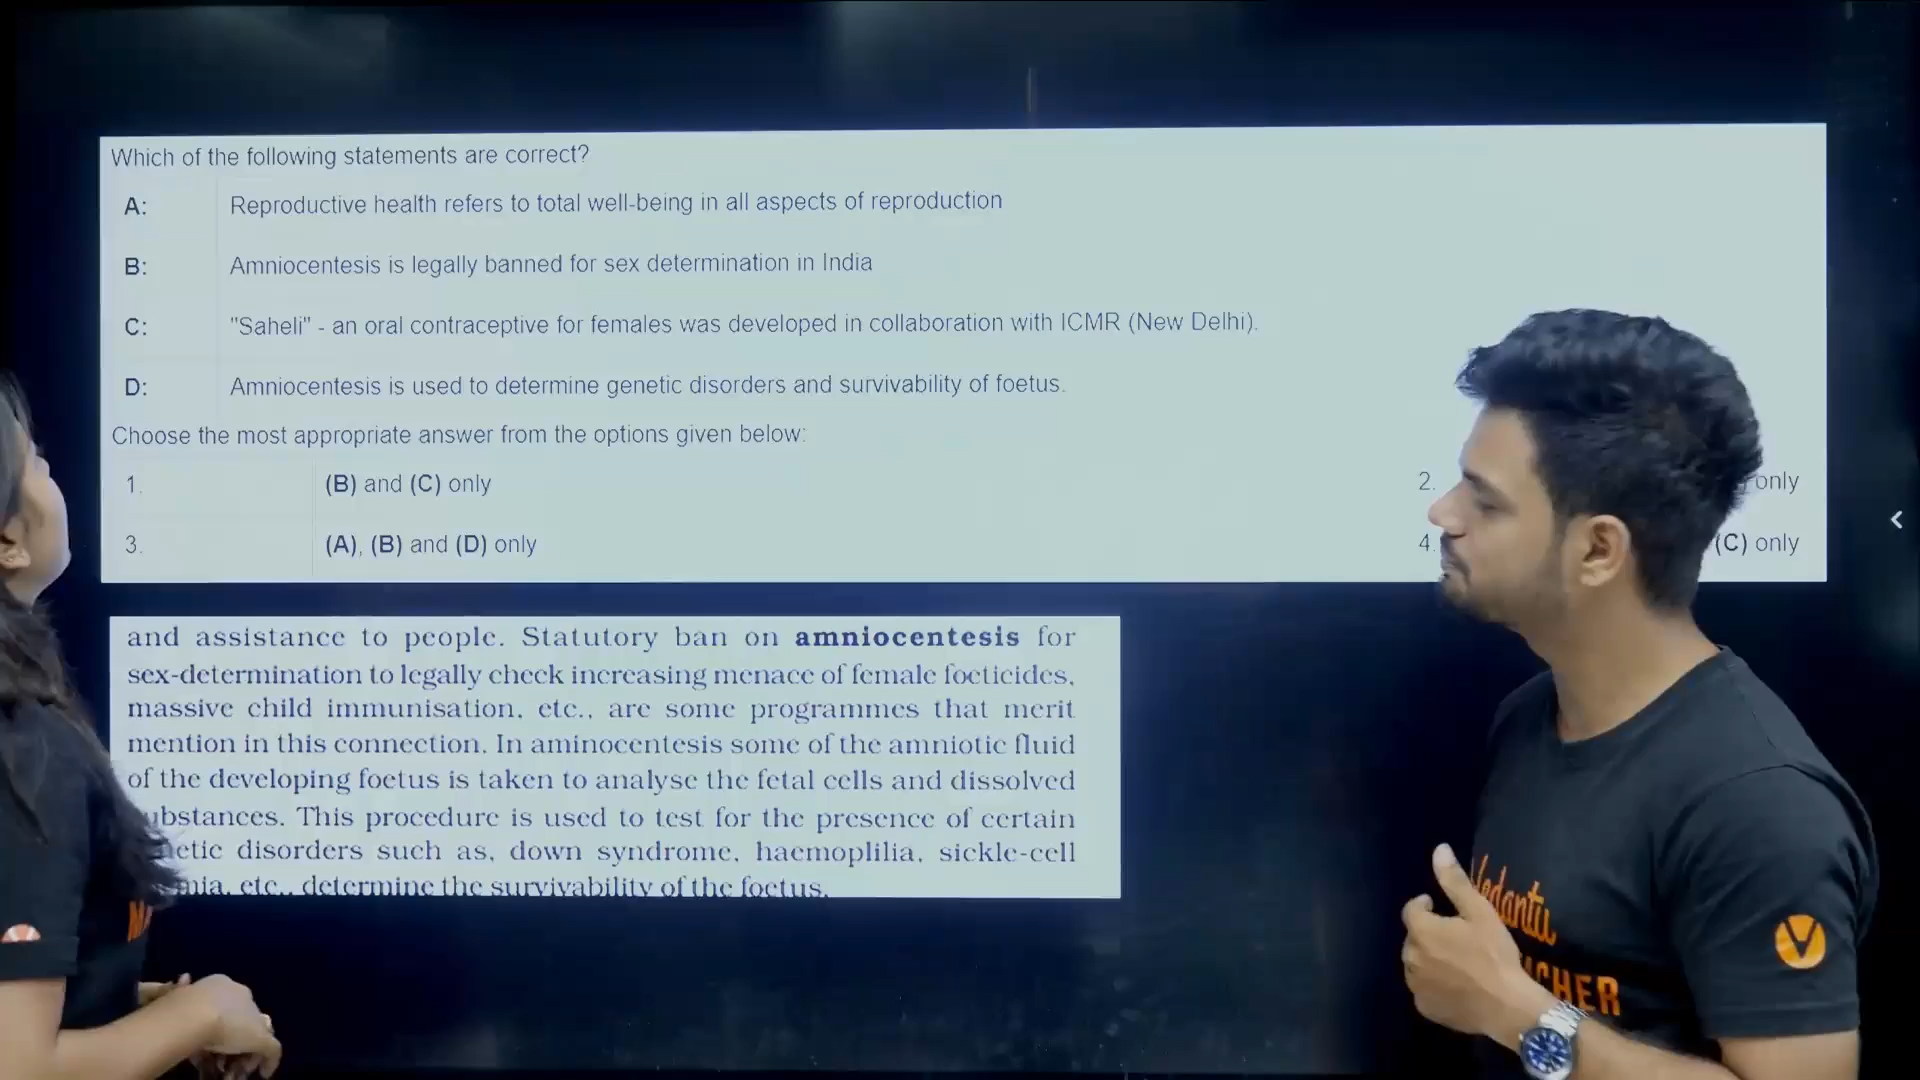 Which of the following statements are correct?
A: Reproductive health refers to total well-being in all aspects of reproduction
B: Amniocentesis is legally banned for sex determination in India
C: "Saheli" - an oral contraceptive for females was developed in collaboration with ICMR (New Delhi).
D: Amniocentesis is used to determine genetic disorders and survivability of foetus.
Choose the most appropriate answer from the options given below:
1. (B) and (C) only
2. only
3. (A), (B) and (D) only
4. (C) only
and assistance to people. Statutory ban on amniocentesis for
sex-determination to legally check increasing menace of female foeticides,
massive child immunisation, etc., are some programmes that merit
mention in this connection. In aminocentesis some of the amniotic fluid
of the developing foetus is taken to analyse the fetal cells and dissolved
ubstances. This procedure is used to test for the presence of certain
etic disorders such as, down syndrome, haemoplilia, sickle-cell
mia, etc., determine the survivability of the foetus.
Vedantu
CHER
V